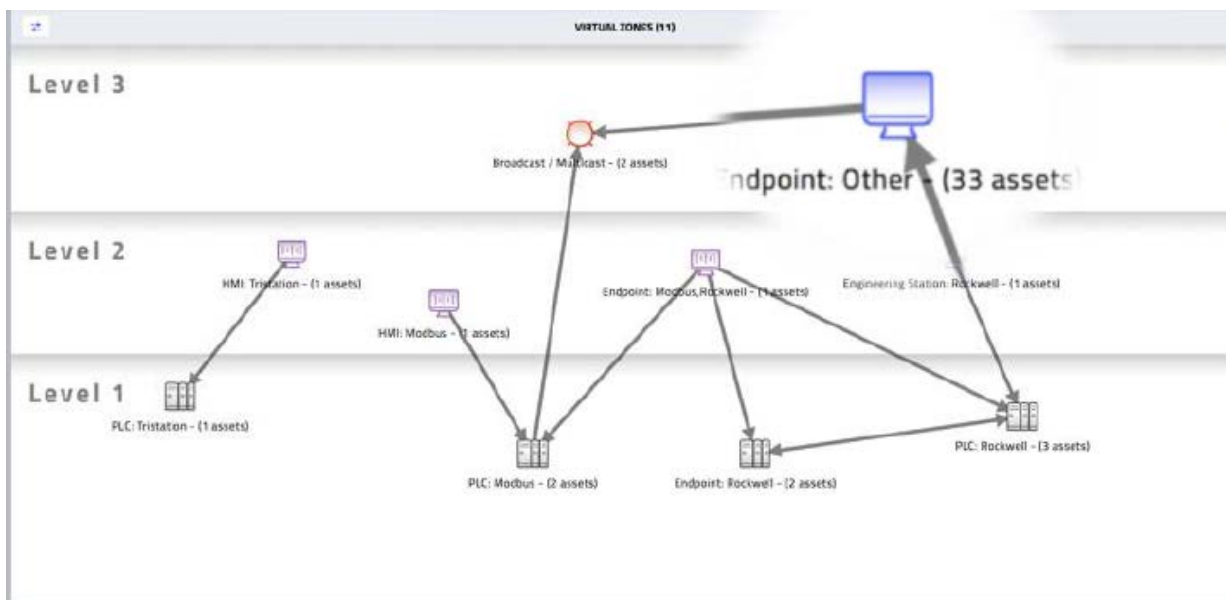 VIRTUAL ZONES (11)
Level 3
Broadcast / Multicast - (2 assets)
Endpoint: Other - (33 assets)
Level 2
HMI: Tristation - (1 assets)
HMI: Modbus - (1 assets)
Endpoint: Modbus,Rockwell - (1 assets)
Engineering Station: Rockwell - (1 assets)
Level 1
PLC: Tristation - (1 assets)
PLC: Modbus - (2 assets)
Endpoint: Rockwell - (2 assets)
PLC: Rockwell - (3 assets)